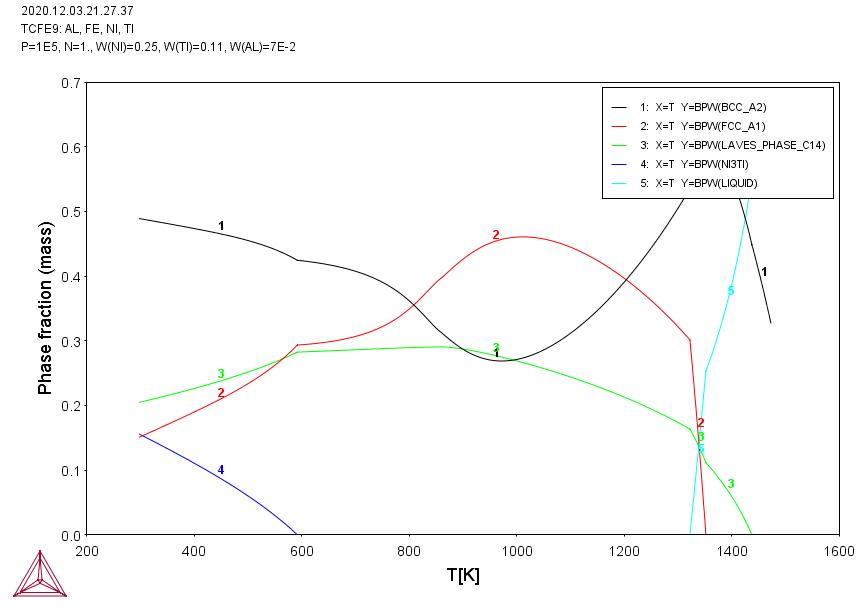 2020.12.03.21.27.37
TCFE9: AL, FE, NI, TI
P=1E5, N=1., W(NI)=0.25, W(TI)=0.11, W(AL)=7E-2
1: X=T Y=BPW(BCC_A2)
2: X=T Y=BPW(FCC_A1)
3: X=T Y=BPW(LAVES_PHASE_C14)
4: X=T Y=BPW(NI3TI)
5: X=T Y=BPW(LIQUID)
Phase fraction (mass)
0.7
0.6
0.5
0.4
0.3
0.2
0.1
0.0
1
2
5
1
3
1
3
2
2
3
5
4
3
200 400 600 800 1000 1200 1400 1600
T[K]